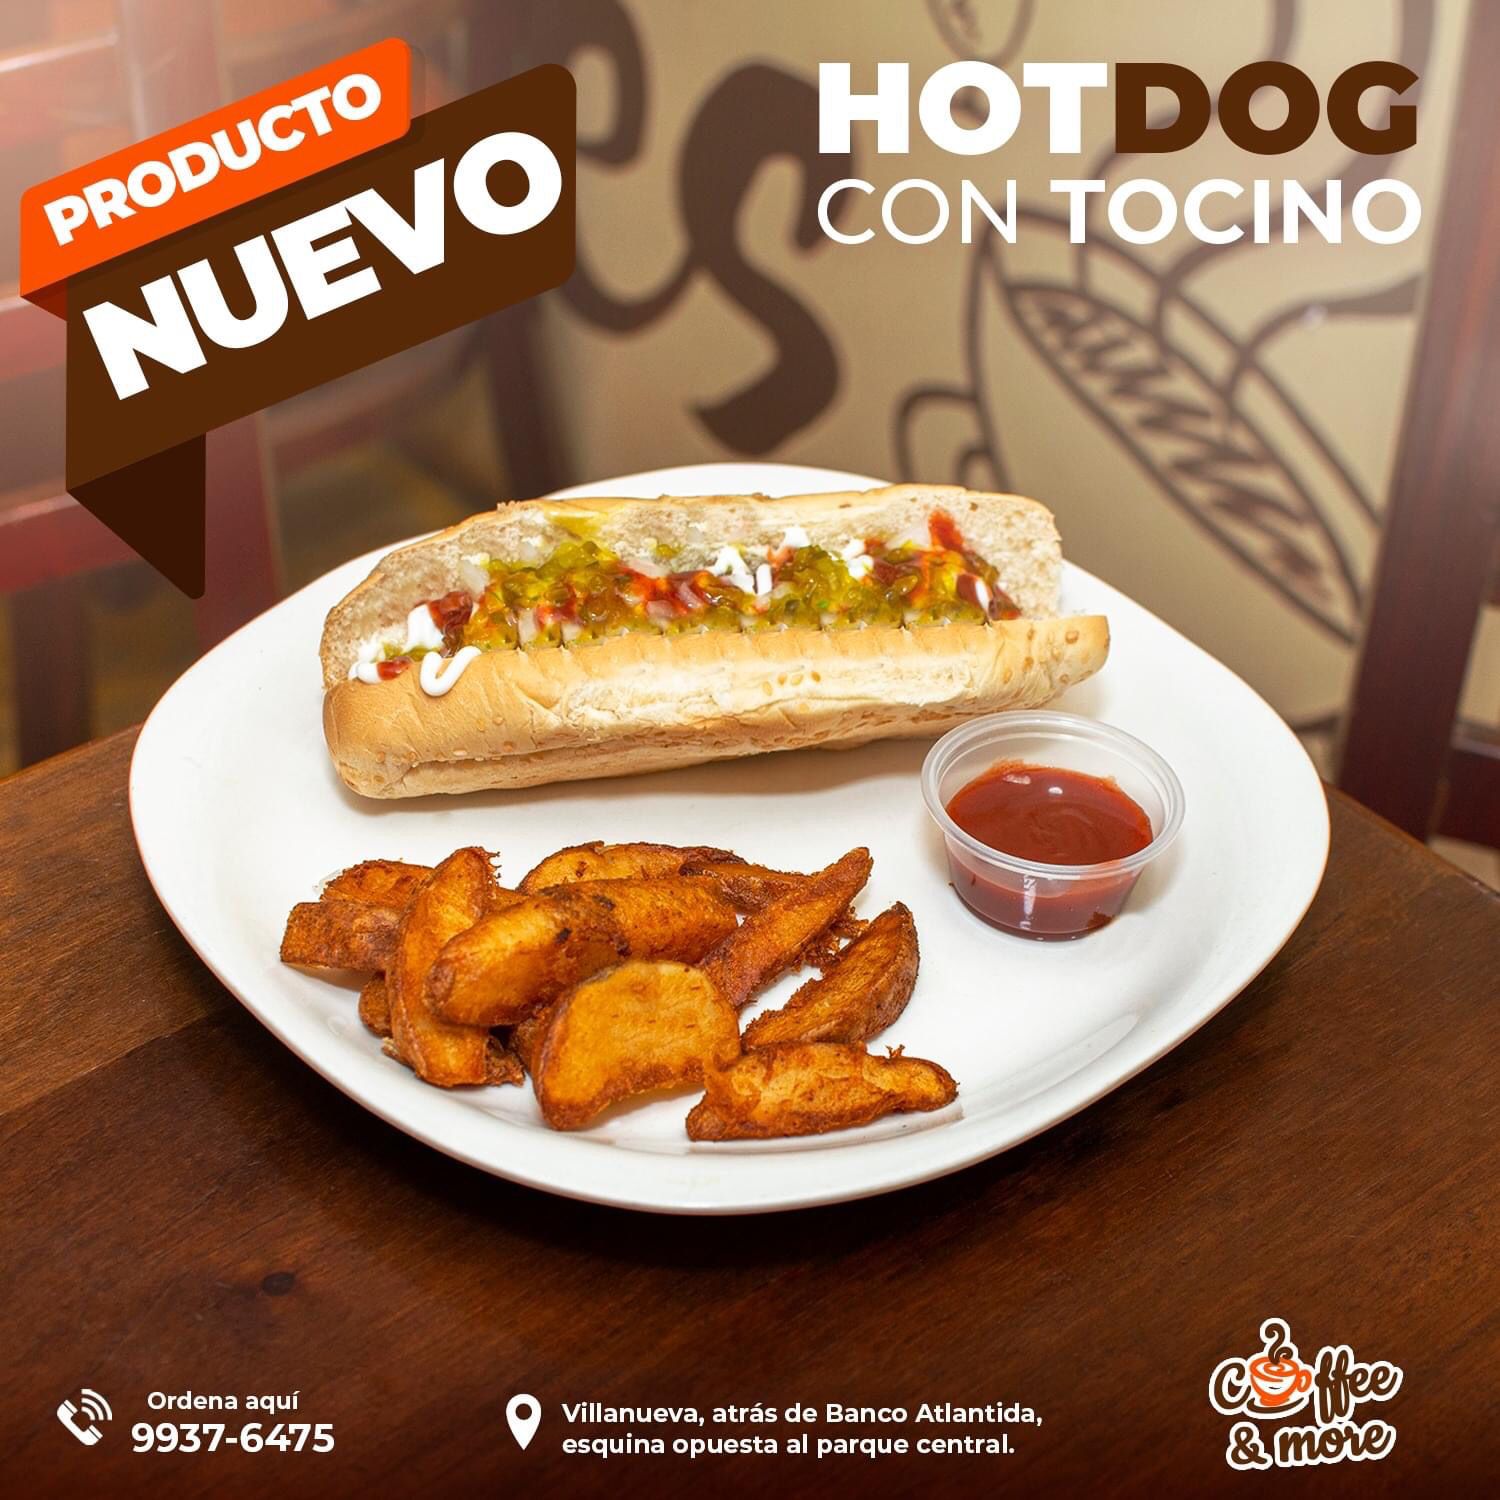 PRODUCTO
NUEVO
HOTDOG
CON TOCINO
es
Ordena aquí
9937-6475
Villanueva, atrás de Banco Atlantida,
esquina opuesta al parque central.
Coffee
& more